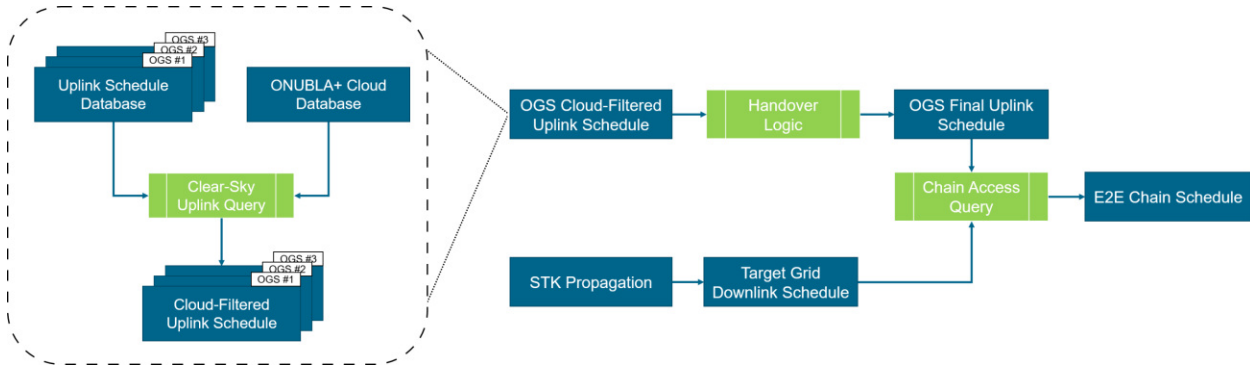 OGS #3
OGS #2
OGS #1
Uplink Schedule
Database
ONUBLA+ Cloud
Database
Clear-Sky
Uplink Query
OGS #3
OGS #2
OGS #1
Cloud-Filtered
Uplink Schedule
OGS Cloud-Filtered
Uplink Schedule
Handover
Logic
OGS Final Uplink
Schedule
Chain Access
Query
E2E Chain Schedule
STK Propagation
Target Grid
Downlink Schedule